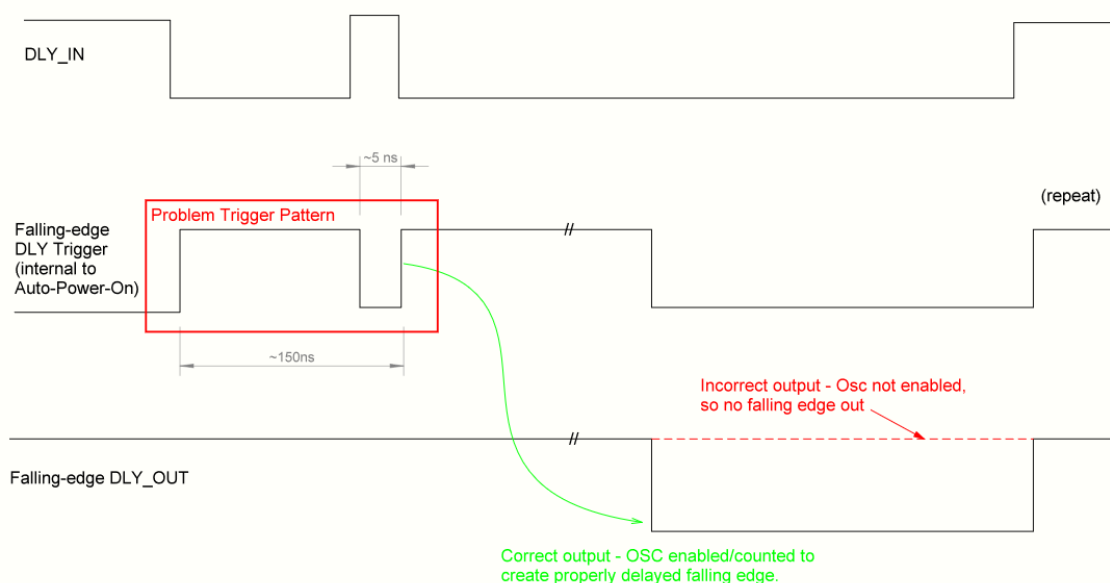 DLY_IN
~5 ns
(repeat)
Problem Trigger Pattern
Falling-edge
DLY Trigger
(internal to
Auto-Power-On)
//
~150ns
Incorrect output - Osc not enabled,
so no falling edge out
//
Falling-edge DLY_OUT
Correct output - OSC enabled/counted to
create properly delayed falling edge.